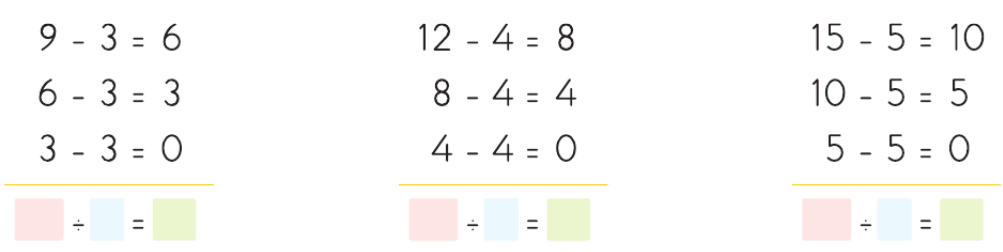 9 - 3 = 6
6 - 3 = 3
3 - 3 = 0
÷ =
12 - 4 = 8
8 - 4 = 4
4 - 4 = 0
÷ =
15 - 5 = 10
10 - 5 = 5
5 - 5 = 0
÷ =